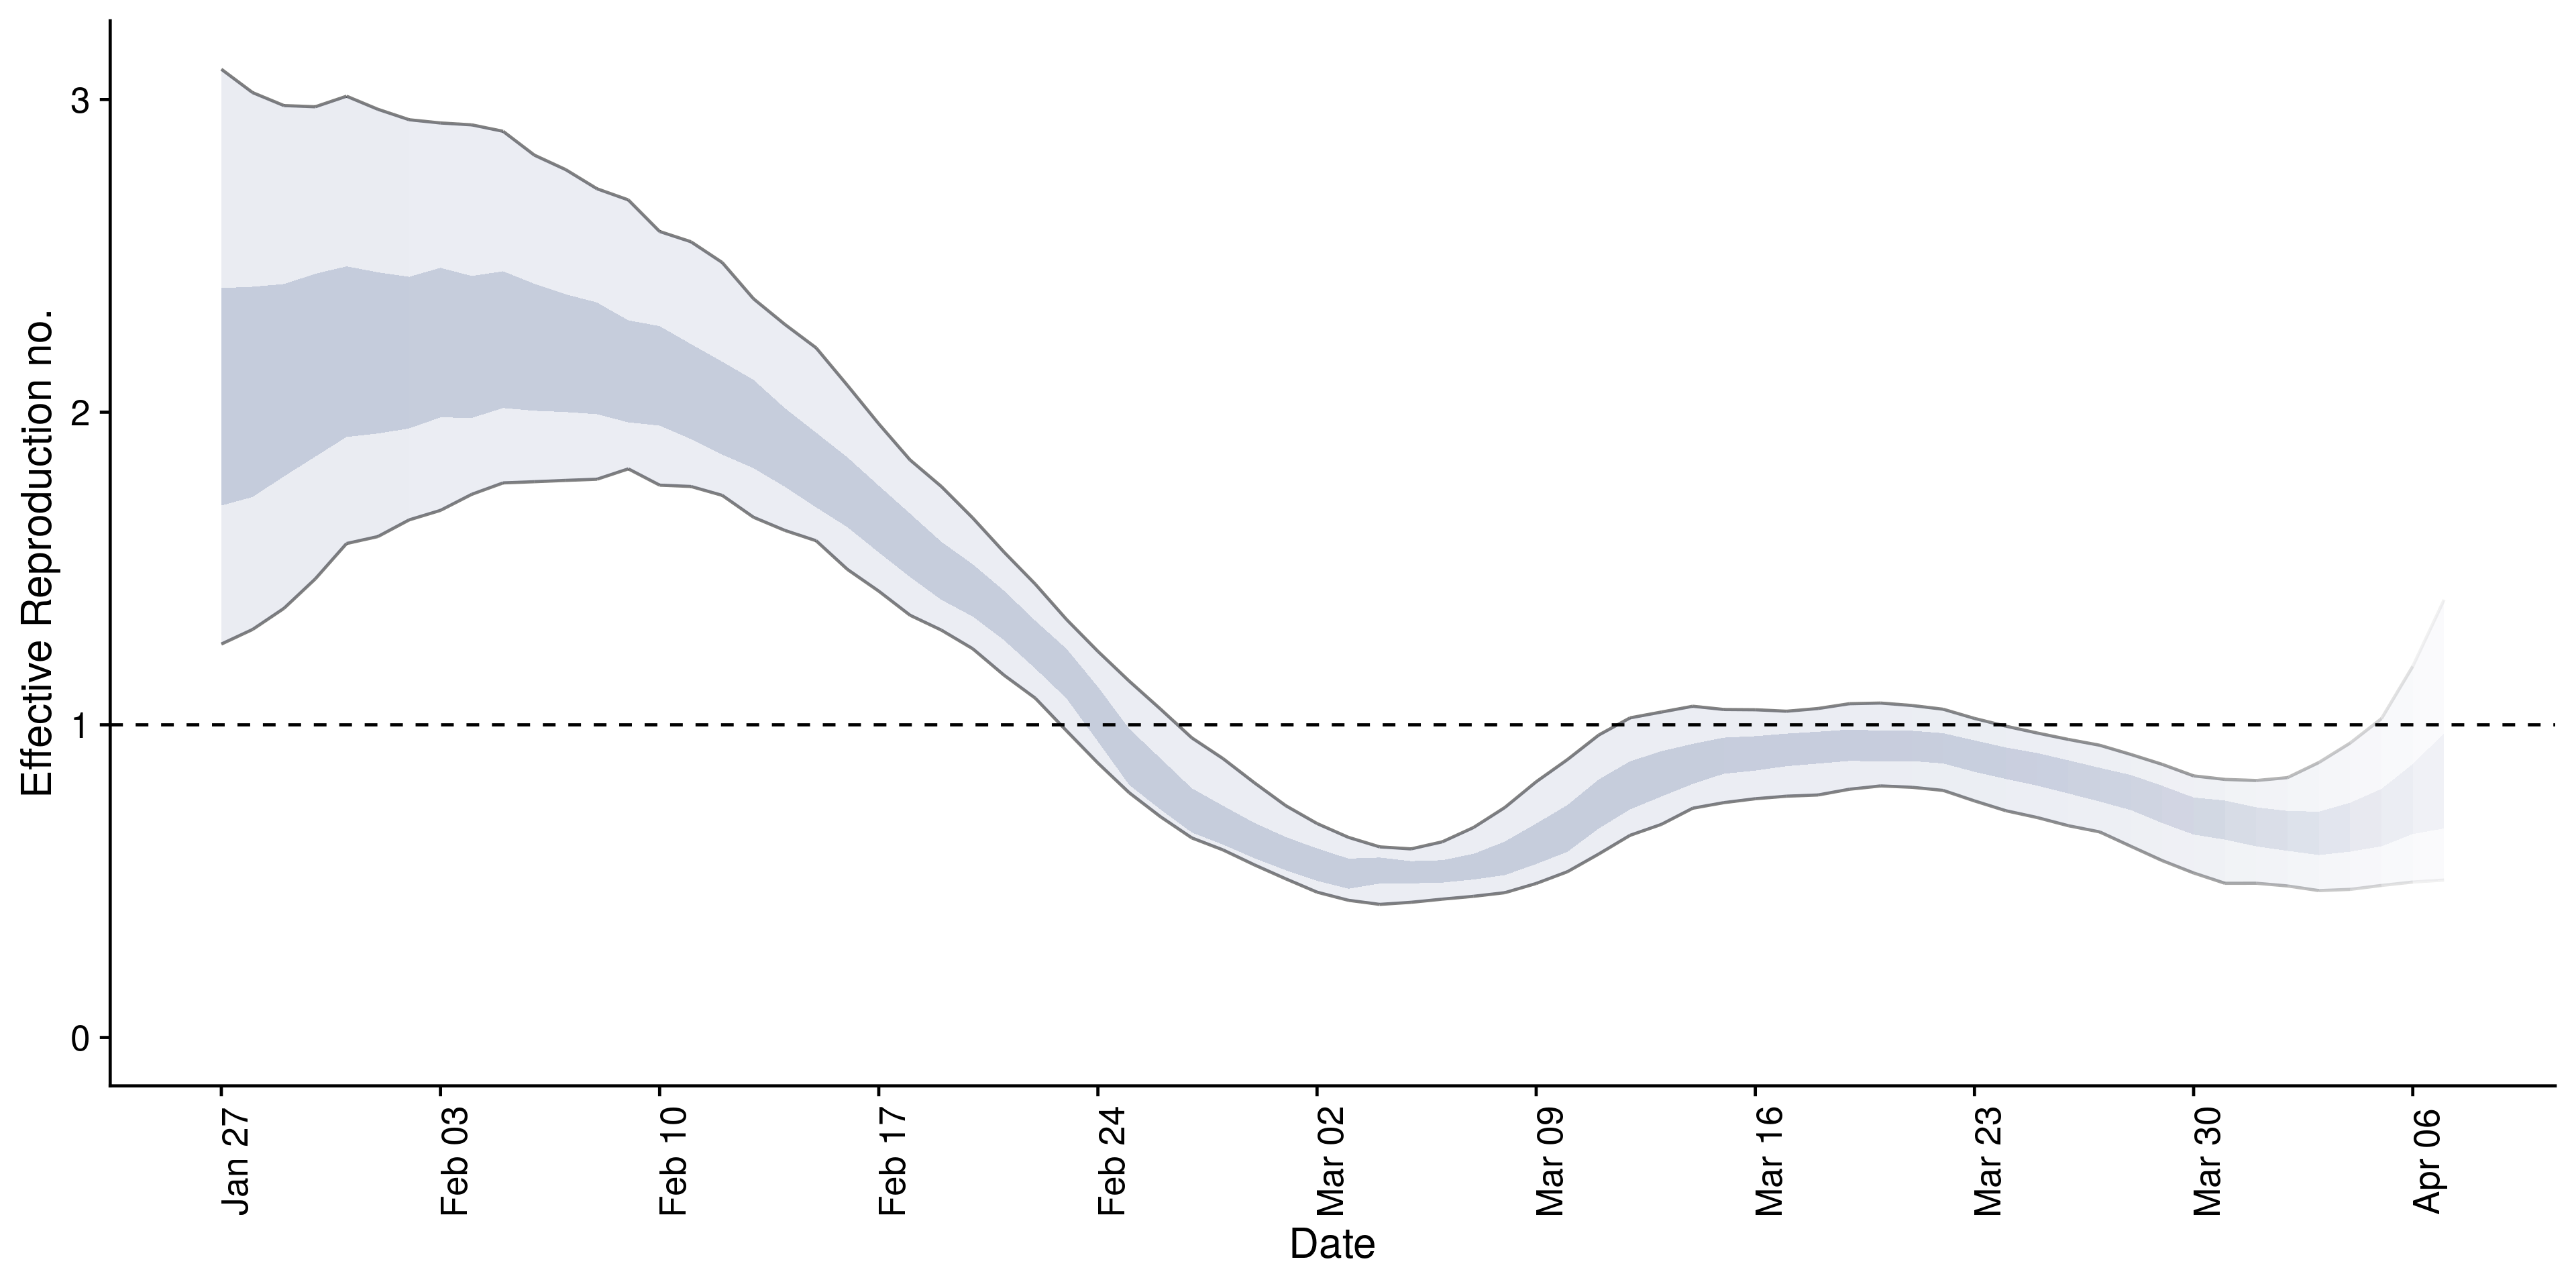 Effective Reproduction no.
3
2
1
0
Jan 27
Feb 03
Feb 10
Feb 17
Feb 24
Mar 02
Mar 09
Mar 16
Mar 23
Mar 30
Apr 06
Date